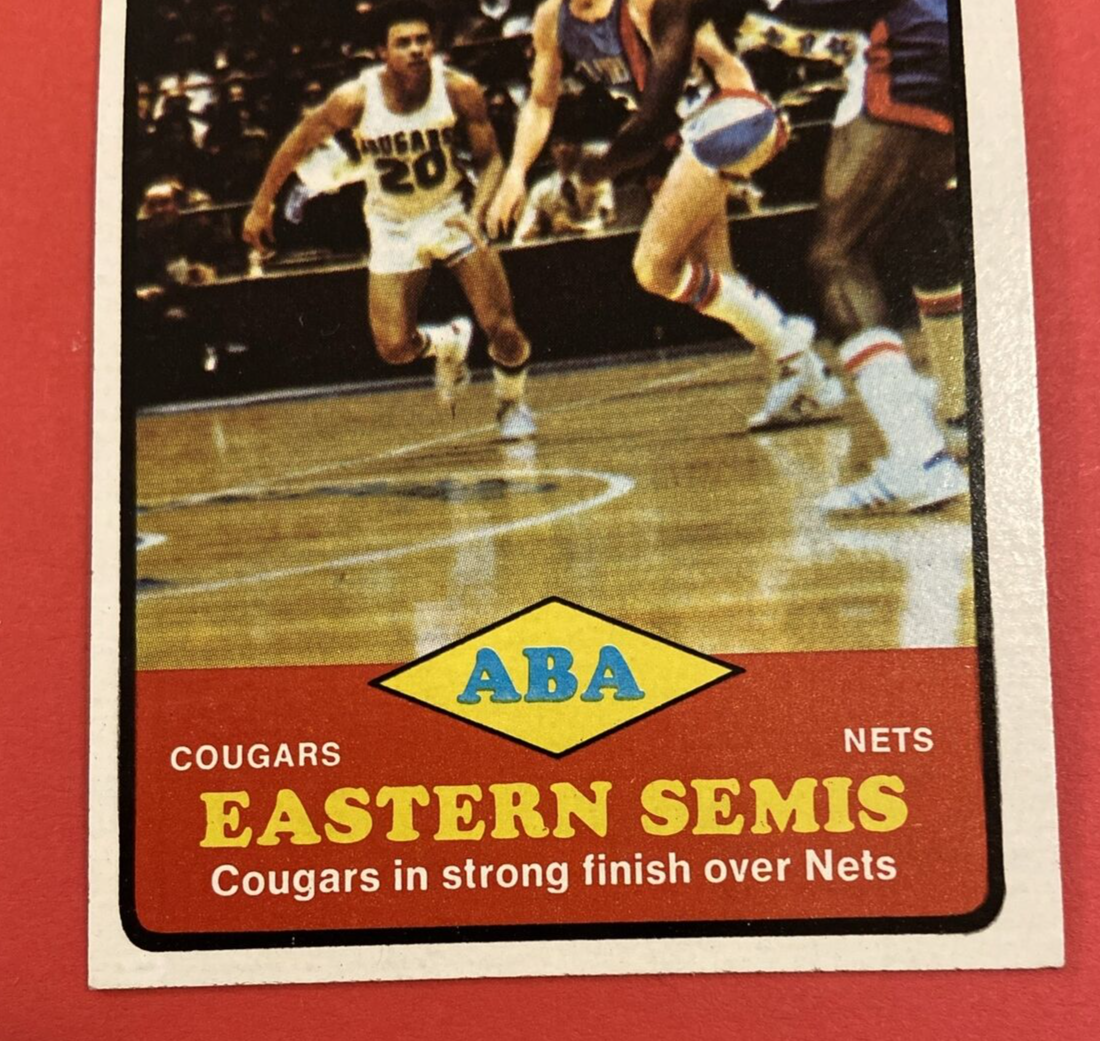 COUGARS
20
ABA
COUGARS NETS
EASTERN SEMIS
Cougars in strong finish over Nets